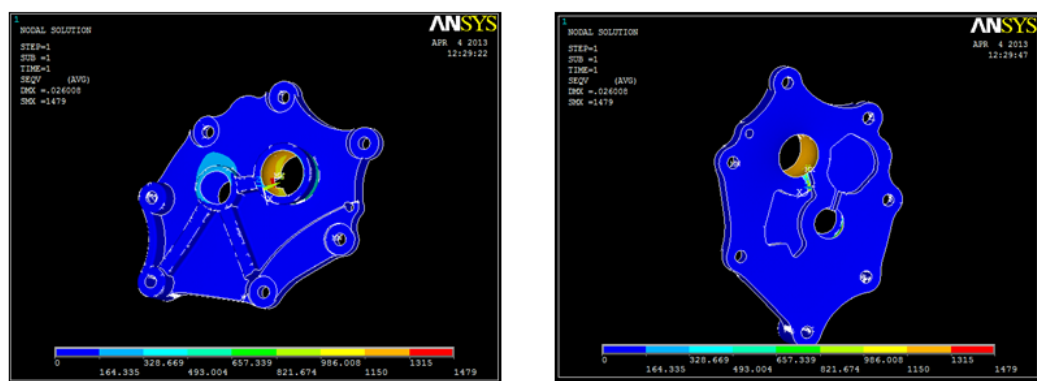 1
NODAL SOLUTION
STEP=1
SUB =1
TIME=1
SEQV (AVG)
DMX =.026008
SMX =1479
ANSYS
APR 4 2013
12:29:22
MX
X
0 328.669 657.339 986.008 1315
164.335 493.004 821.674 1150 1479
1
NODAL SOLUTION
STEP=1
SUB =1
TIME=1
SEQV (AVG)
DMX =.026008
SMX =1479
ANSYS
APR 4 2013
12:29:47
X
0 328.669 657.339 986.008 1315
164.335 493.004 821.674 1150 1479